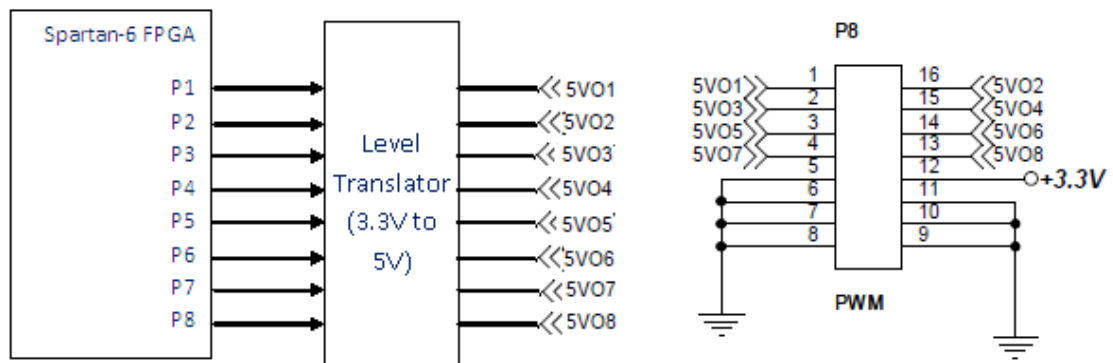 Spartan-6 FPGA
P1
P2
P3
P4
P5
P6
P7
P8
Level
Translator
(3.3V to
5V)
5VO1
5VO2
5VO3
5VO4
5VO5
5VO6
5VO7
5VO8
P8
5VO1 1 16 5VO2
5VO3 2 15 5VO4
5VO5 3 14 5VO6
5VO7 4 13 5VO8
5 12 +3.3V
6 11
7 10
8 9
PWM